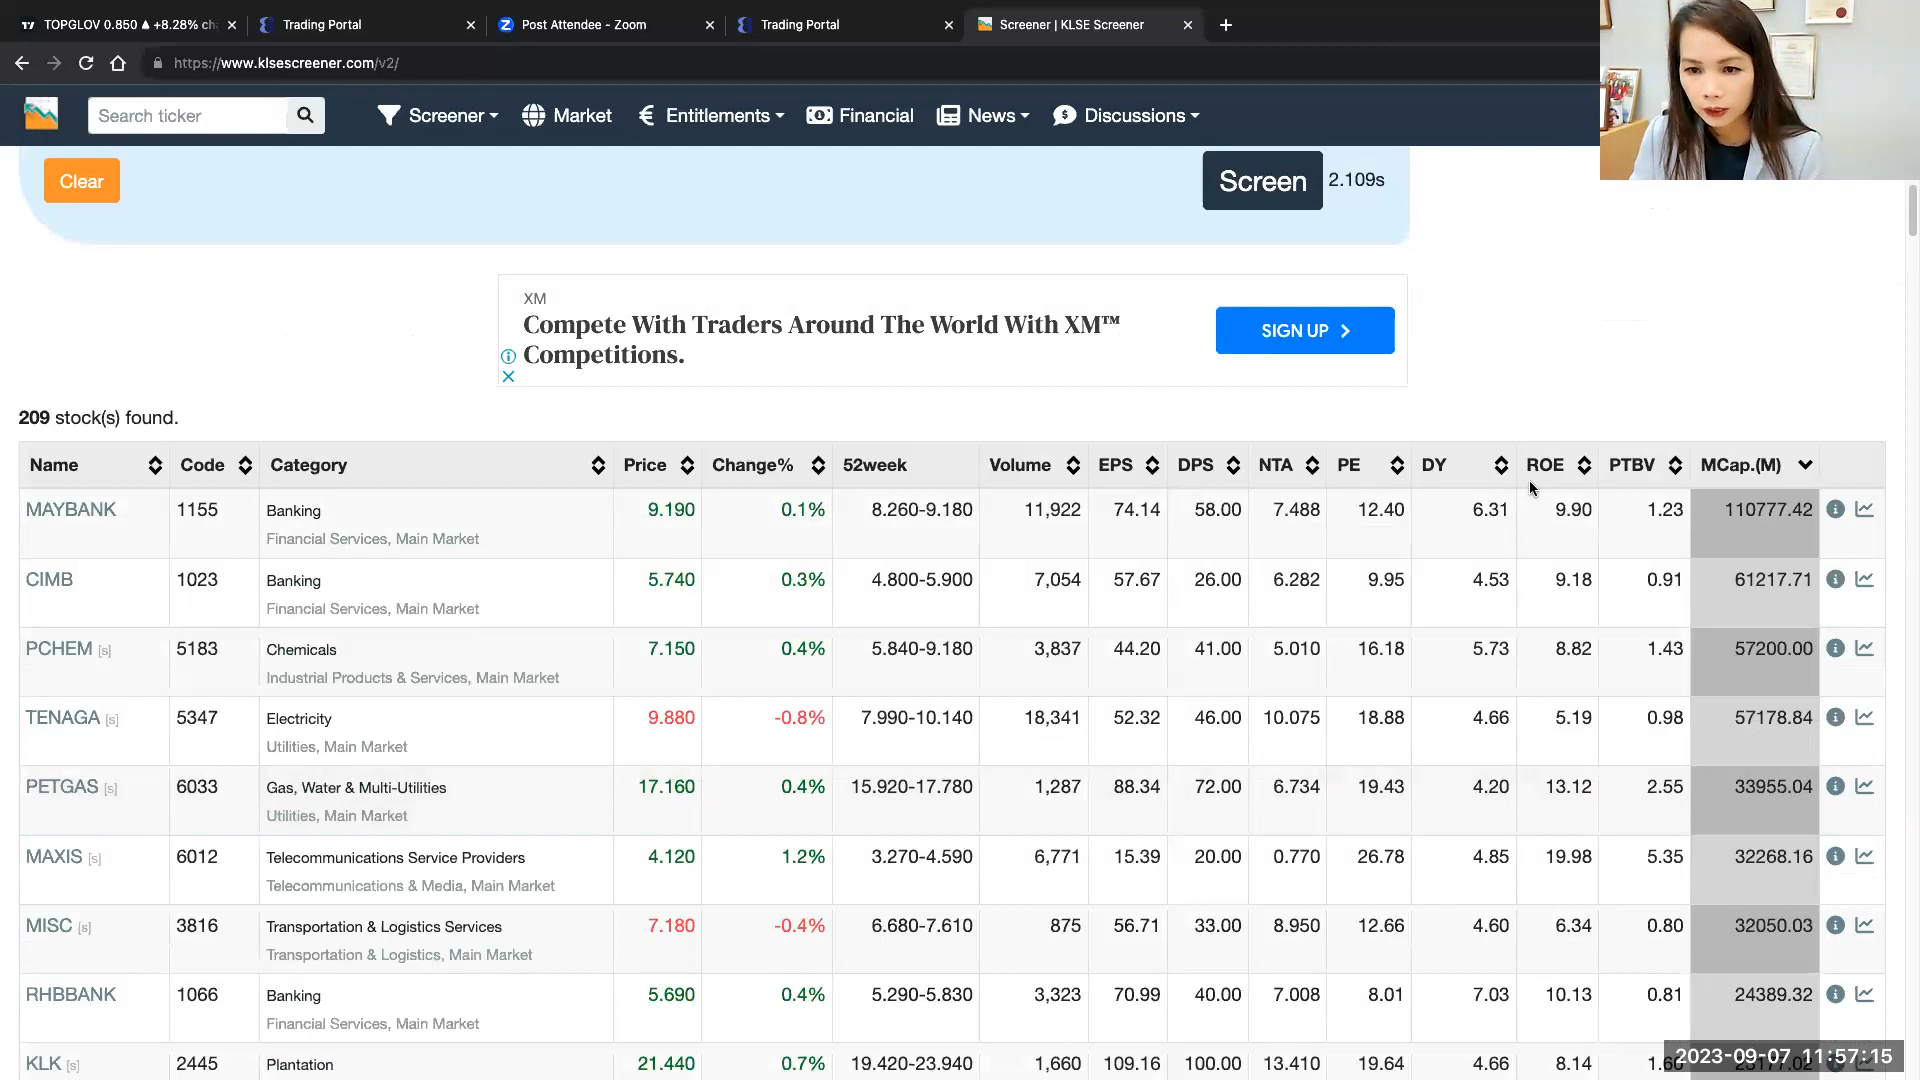 TOPGLOV 0.850 ▲ +8.28% ch
Trading Portal
Post Attendee - Zoom
Trading Portal
Screener | KLSE Screener
https://www.klsescreener.com/v2/
Search ticker
Screener
Market
Entitlements
Financial
News
Discussions
Clear
Screen 2.109s
XM
Compete With Traders Around The World With XM™
Competitions.
SIGN UP
209 stock(s) found.
Name Code Category Price Change% 52week Volume EPS DPS NTA PE DY ROE PTBV MCap.(M)
MAYBANK 1155 Banking 9.190 0.1% 8.260-9.180 11,922 74.14 58.00 7.488 12.40 6.31 9.90 1.23 110777.42
Financial Services, Main Market
CIMB 1023 Banking 5.740 0.3% 4.800-5.900 7,054 57.67 26.00 6.282 9.95 4.53 9.18 0.91 61217.71
Financial Services, Main Market
PCHEM [s] 5183 Chemicals 7.150 0.4% 5.840-9.180 3,837 44.20 41.00 5.010 16.18 5.73 8.82 1.43 57200.00
Industrial Products & Services, Main Market
TENAGA [s] 5347 Electricity 9.880 -0.8% 7.990-10.140 18,341 52.32 46.00 10.075 18.88 4.66 5.19 0.98 57178.84
Utilities, Main Market
PETGAS [s] 6033 Gas, Water & Multi-Utilities 17.160 0.4% 15.920-17.780 1,287 88.34 72.00 6.734 19.43 4.20 13.12 2.55 33955.04
Utilities, Main Market
MAXIS [s] 6012 Telecommunications Service Providers 4.120 1.2% 3.270-4.590 6,771 15.39 20.00 0.770 26.78 4.85 19.98 5.35 32268.16
Telecommunications & Media, Main Market
MISC [s] 3816 Transportation & Logistics Services 7.180 -0.4% 6.680-7.610 875 56.71 33.00 8.950 12.66 4.60 6.34 0.80 32050.03
Transportation & Logistics, Main Market
RHBBANK 1066 Banking 5.690 0.4% 5.290-5.830 3,323 70.99 40.00 7.008 8.01 7.03 10.13 0.81 24389.32
Financial Services, Main Market
KLK [s] 2445 Plantation 21.440 0.7% 19.420-23.940 1,660 109.16 100.00 13.410 19.64 4.66 8.14
2023-09-07 11:57:15